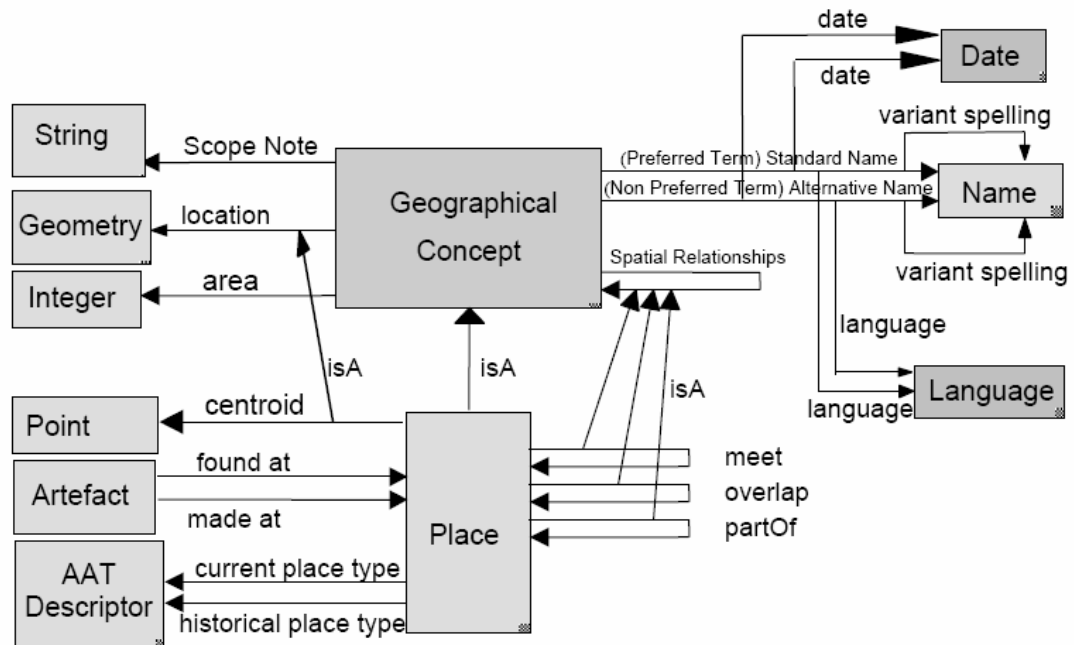 date
Date
date
String
variant spelling
Scope Note
(Preferred Term) Standard Name
(Non Preferred Term) Alternative Name
Name
Geographical
Concept
Geometry
location
Spatial Relationships
variant spelling
Integer
area
language
isA
isA
isA
Language
language
centroid
Point
found at
meet
Artefact
overlap
made at
partOf
Place
AAT
Descriptor
current place type
historical place type